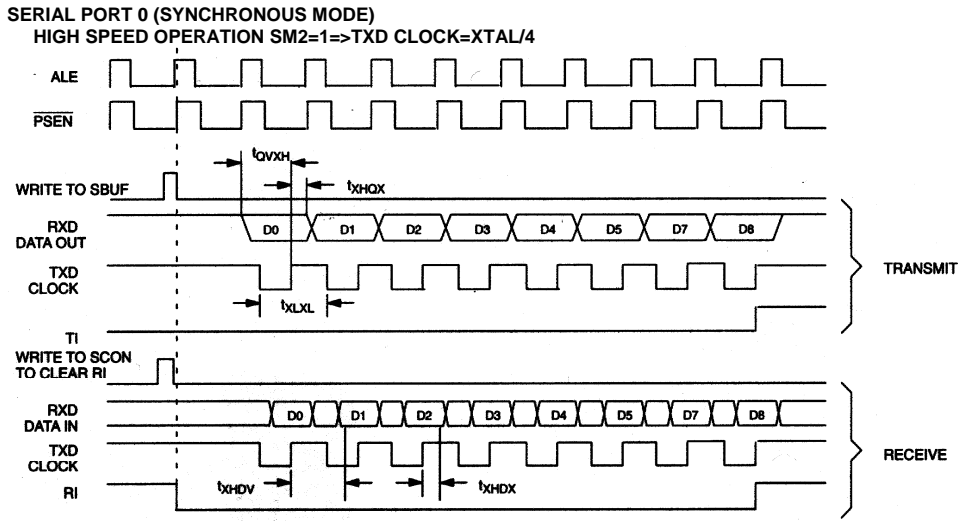 SERIAL PORT 0 (SYNCHRONOUS MODE)
HIGH SPEED OPERATION SM2=1=>TXD CLOCK=XTAL/4
ALE
PSEN
tQVXH
WRITE TO SBUF
tXHQX
RXD
DATA OUT
D0 D1 D2 D3 D4 D5 D7 D8
TXD
CLOCK
TRANSMIT
tXLXL
TI
WRITE TO SCON
TO CLEAR RI
RXD
DATA IN
D0 D1 D2 D3 D4 D5 D7 D8
TXD
CLOCK
RECEIVE
tXHDV
tXHDX
RI